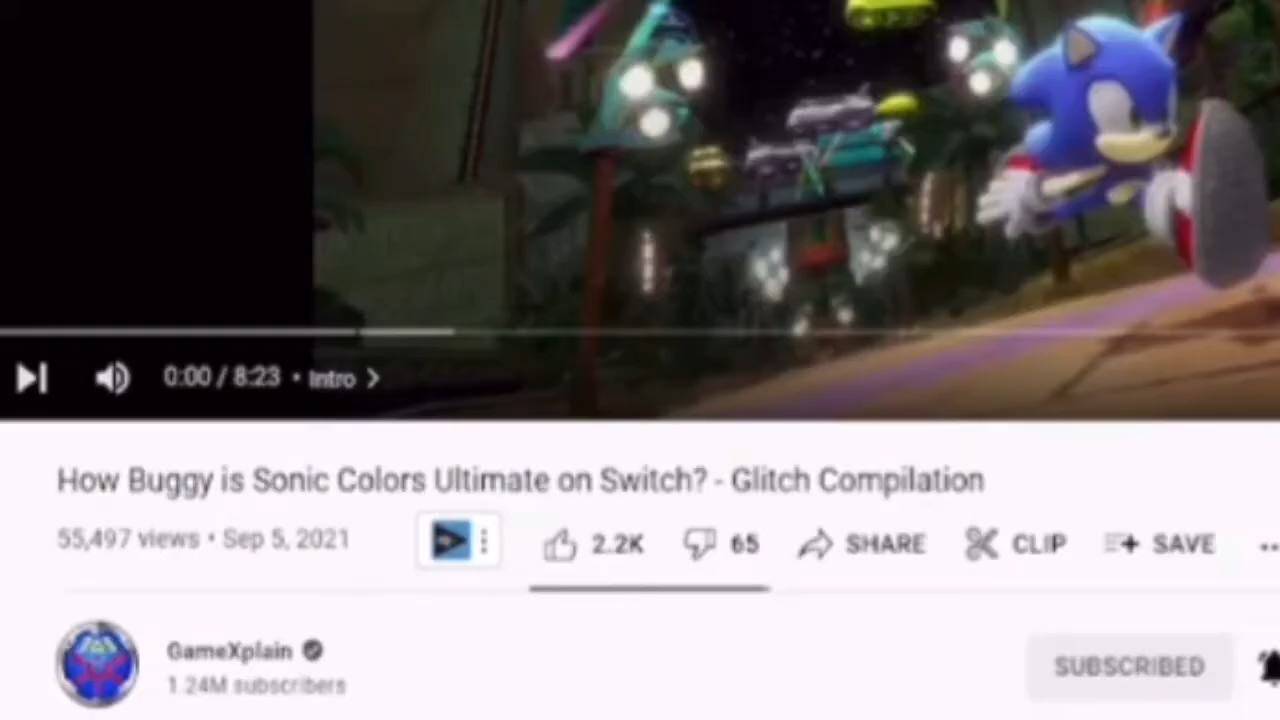 0:00 / 8:23 • Intro >
How Buggy is Sonic Colors Ultimate on Switch? - Glitch Compilation
55,497 views • Sep 5, 2021
2.2K 65 SHARE CLIP SAVE
GameXplain
1.24M subscribers
SUBSCRIBED